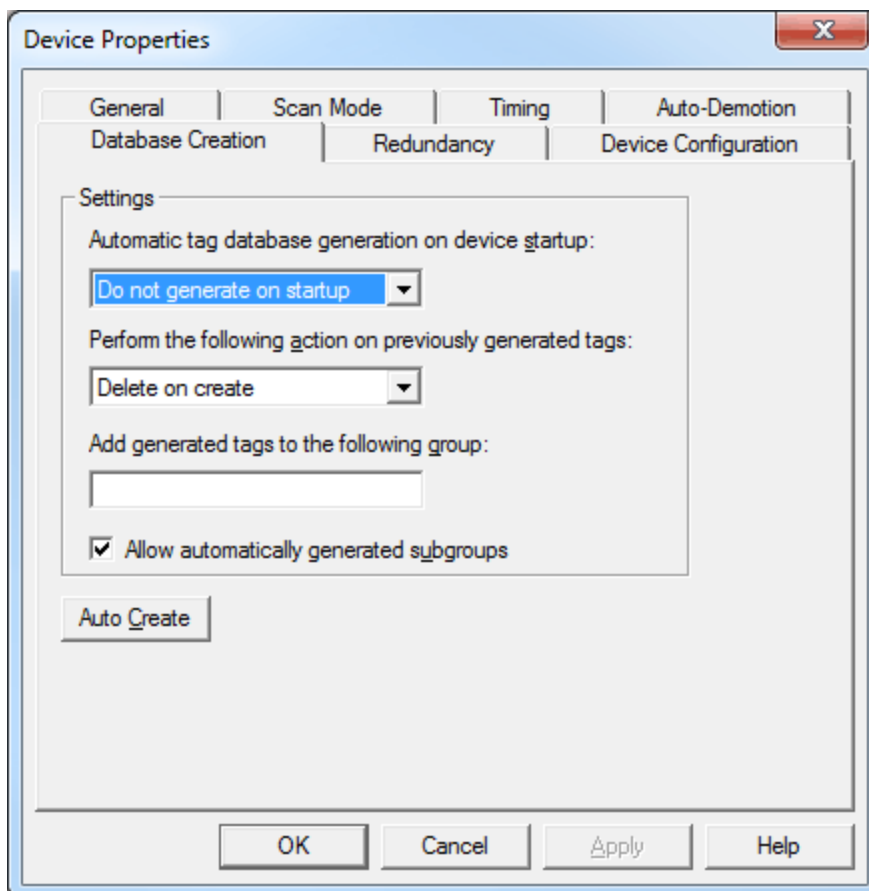 Device Properties
General Scan Mode Timing Auto-Demotion
Database Creation Redundancy Device Configuration
Settings
Automatic tag database generation on device startup:
Do not generate on startup
Perform the following action on previously generated tags:
Delete on create
Add generated tags to the following group:
Allow automatically generated subgroups
Auto Create
OK Cancel Apply Help